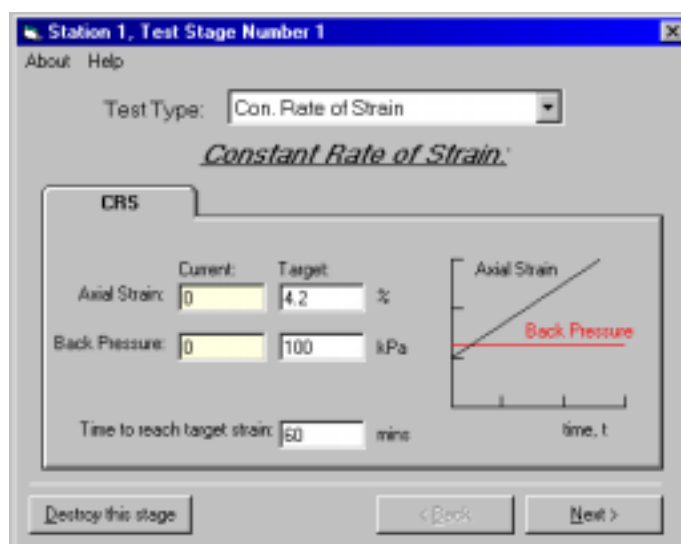 Station 1, Test Stage Number 1
About Help
Test Type: Con. Rate of Strain
Constant Rate of Strain:
CRS
Current: Target:
Axial Strain: 0 4.2 %
Back Pressure: 0 100 kPa
Time to reach target strain: 60 mins
Axial Strain
Back Pressure
time, t
Destroy this stage < Back Next >